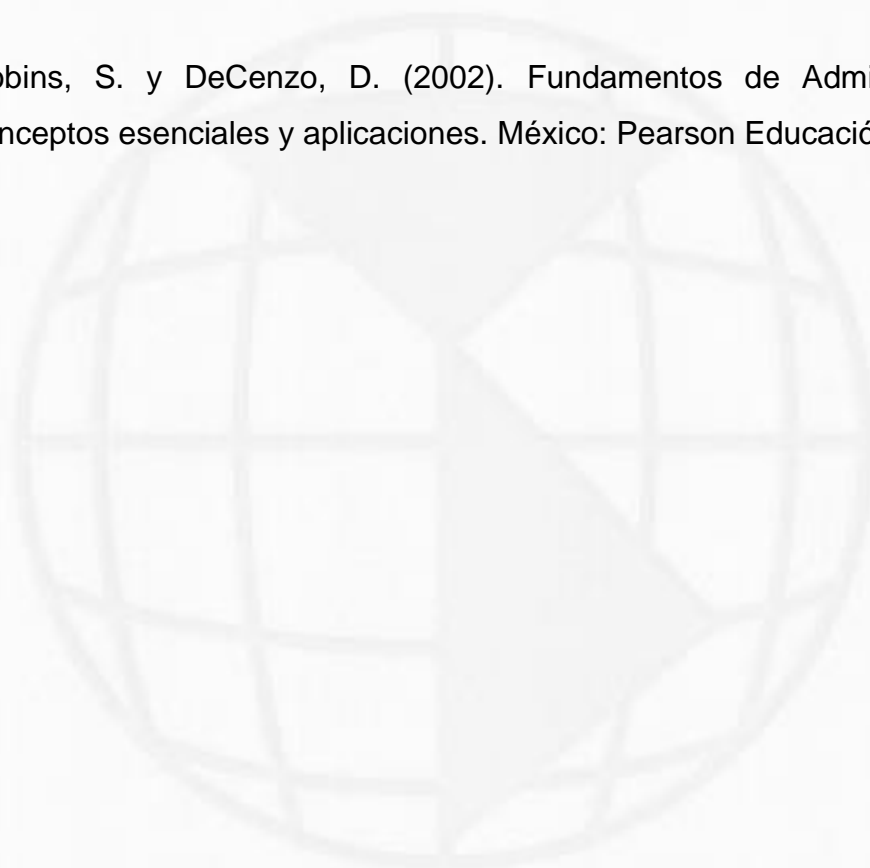 obins, S. y DeCenzo, D. (2002). Fundamentos de Admi
nceptos esenciales y aplicaciones. México: Pearson Educació